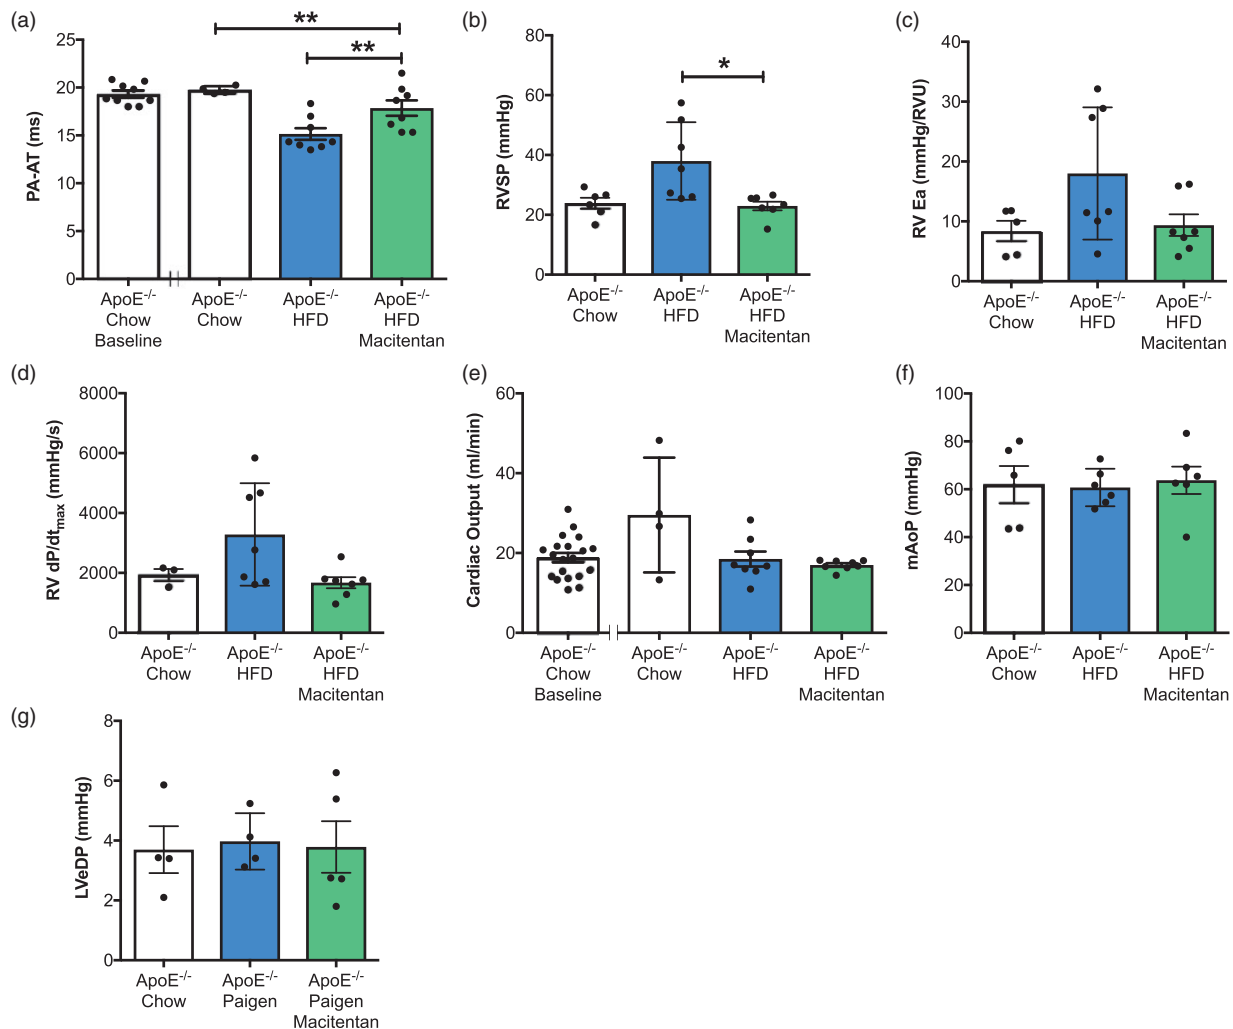 (a)
PA-AT (ms)
25
20
15
10
5
0
**
**
ApoE-/-
Chow
Baseline
ApoE-/-
Chow
ApoE-/-
HFD
ApoE-/-
HFD
Macitentan
(b)
RVSP (mmHg)
80
60
40
20
0
*
ApoE-/-
Chow
ApoE-/-
HFD
ApoE-/-
HFD
Macitentan
(c)
RV Ea (mmHg/RVU)
40
30
20
10
0
ApoE-/-
Chow
ApoE-/-
HFD
ApoE-/-
HFD
Macitentan
(d)
RV dP/dtmax (mmHg/s)
8000
6000
4000
2000
0
ApoE-/-
Chow
ApoE-/-
HFD
ApoE-/-
HFD
Macitentan
(e)
Cardiac Output (ml/min)
60
40
20
0
ApoE-/-
Chow
Baseline
ApoE-/-
Chow
ApoE-/-
HFD
ApoE-/-
HFD
Macitentan
(f)
mAoP (mmHg)
100
80
60
40
20
0
ApoE-/-
Chow
ApoE-/-
HFD
ApoE-/-
HFD
Macitentan
(g)
LVeDP (mmHg)
8
6
4
2
0
ApoE-/-
Chow
ApoE-/-
Paigen
ApoE-/-
Paigen
Macitentan